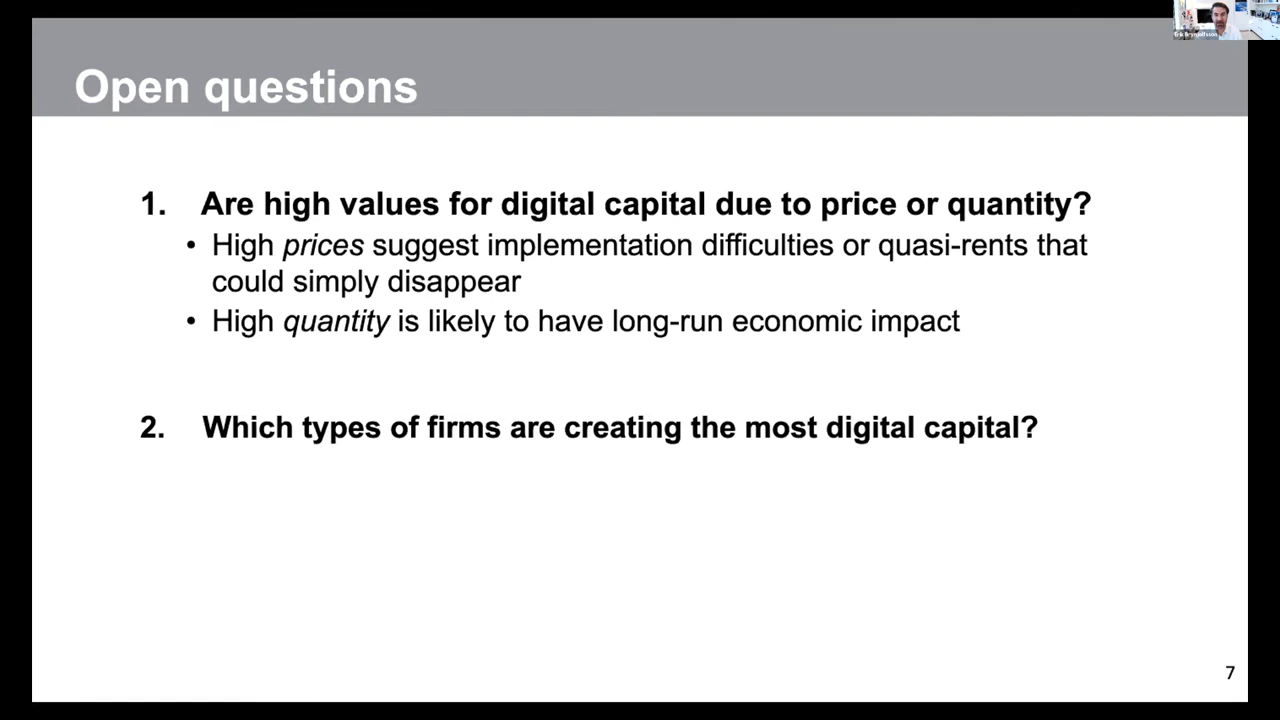 Erik Brynjolfsson
Open questions
1. Are high values for digital capital due to price or quantity?
• High prices suggest implementation difficulties or quasi-rents that
could simply disappear
• High quantity is likely to have long-run economic impact
2. Which types of firms are creating the most digital capital?
7